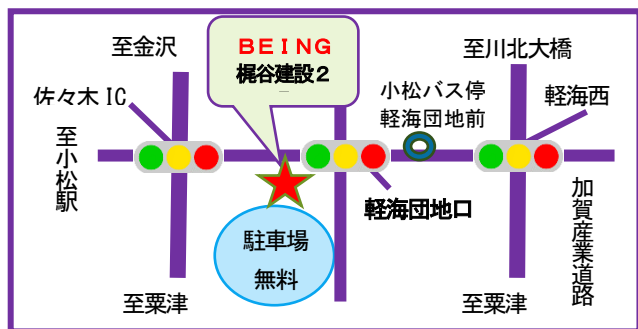 至金沢
BEING
梶谷建設2
至川北大橋
佐々木 IC
小松バス停
軽海団地前
軽海西
至小松駅
軽海団地口
加賀産業道路
駐車場
無料
至粟津
至粟津